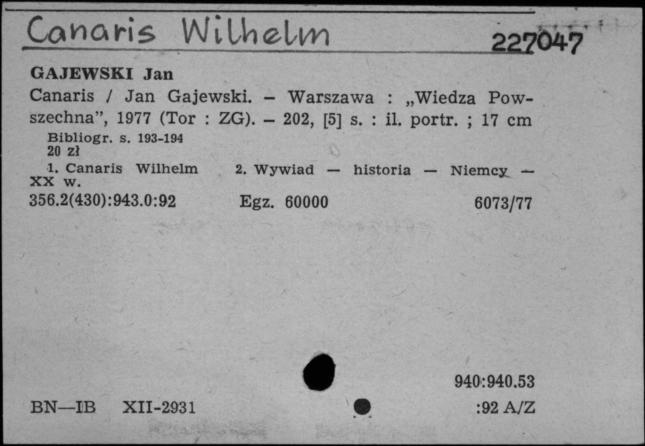 Canaris Wilhelm
227047
GAJEWSKI Jan
Canaris / Jan Gajewski. — Warszawa : „Wiedza Pow-
szechna”, 1977 (Tor : ZG). — 202, [5] s. : il. portr. ; 17 cm
Bibliogr. s. 193-194
20 zł
1. Canaris Wilhelm 2. Wywiad — historia — Niemcy —
XX w.
356.2(430):943.0:92 Egz. 60000 6073/77
940:940.53
BN—IB XII-2931 :92 A/Z